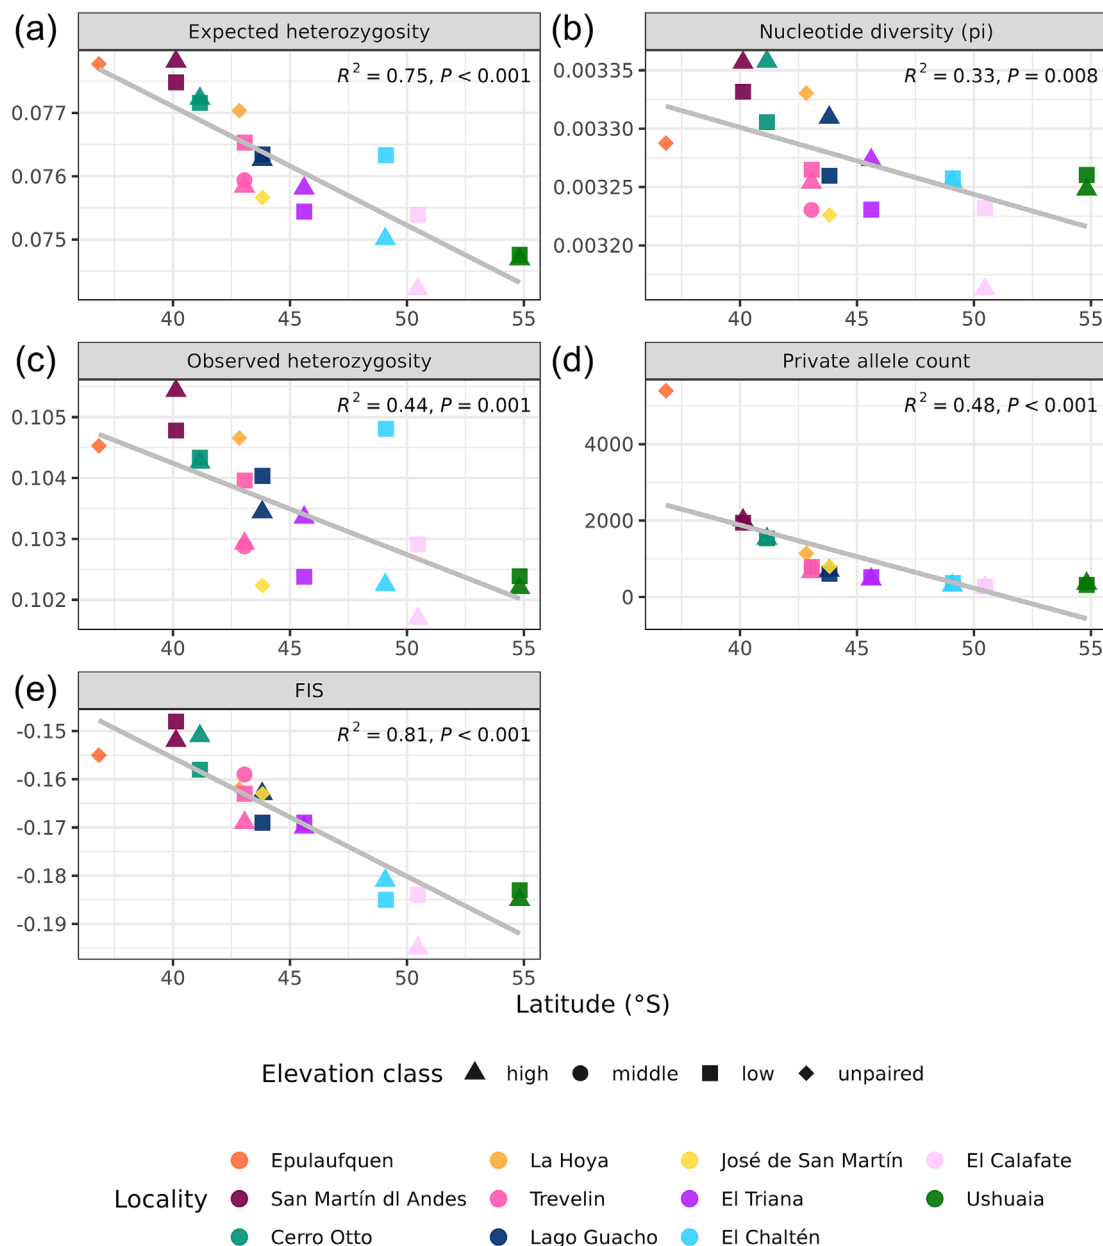 (a)
Expected heterozygosity
R² = 0.75, P < 0.001
0.077
0.076
0.075
40 45 50 55
(b)
Nucleotide diversity (pi)
R² = 0.33, P = 0.008
0.00335
0.00330
0.00325
0.00320
40 45 50 55
(c)
Observed heterozygosity
R² = 0.44, P = 0.001
0.105
0.104
0.103
0.102
40 45 50 55
(d)
Private allele count
R² = 0.48, P < 0.001
4000
2000
0
40 45 50 55
(e)
FIS
R² = 0.81, P < 0.001
-0.15
-0.16
-0.17
-0.18
-0.19
40 45 50 55
Latitude (°S)
Elevation class high middle low unpaired
Locality
Epulaufquen La Hoya José de San Martín El Calafate
San Martín dl Andes Trevelin El Triana Ushuaia
Cerro Otto Lago Guacho El Chaltén